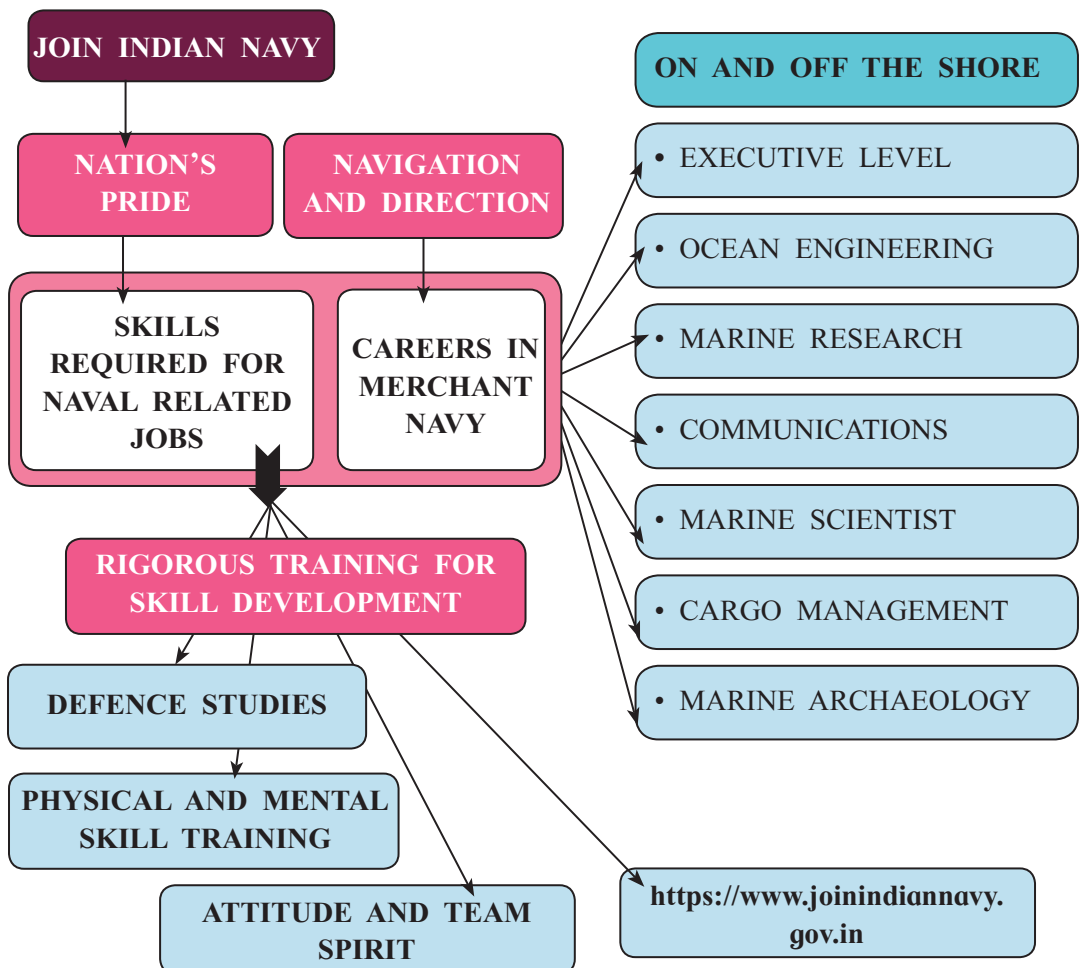 JOIN INDIAN NAVY
NATION’S
PRIDE
NAVIGATION
AND DIRECTION
SKILLS
REQUIRED FOR
NAVAL RELATED
JOBS
CAREERS IN
MERCHANT
NAVY
RIGOROUS TRAINING FOR
SKILL DEVELOPMENT
DEFENCE STUDIES
PHYSICAL AND MENTAL
SKILL TRAINING
ATTITUDE AND TEAM
SPIRIT
https://www.joinindiannavy.
gov.in
ON AND OFF THE SHORE
• EXECUTIVE LEVEL
• OCEAN ENGINEERING
• MARINE RESEARCH
• COMMUNICATIONS
• MARINE SCIENTIST
• CARGO MANAGEMENT
• MARINE ARCHAEOLOGY